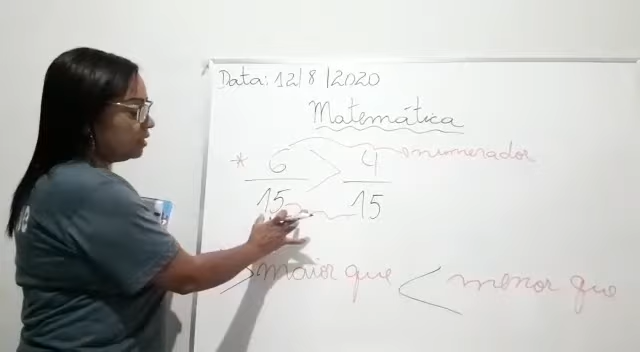 Data: 12/8/2020
Matemática
* 6/15 > 4/15 numerador
> maior que < menor que